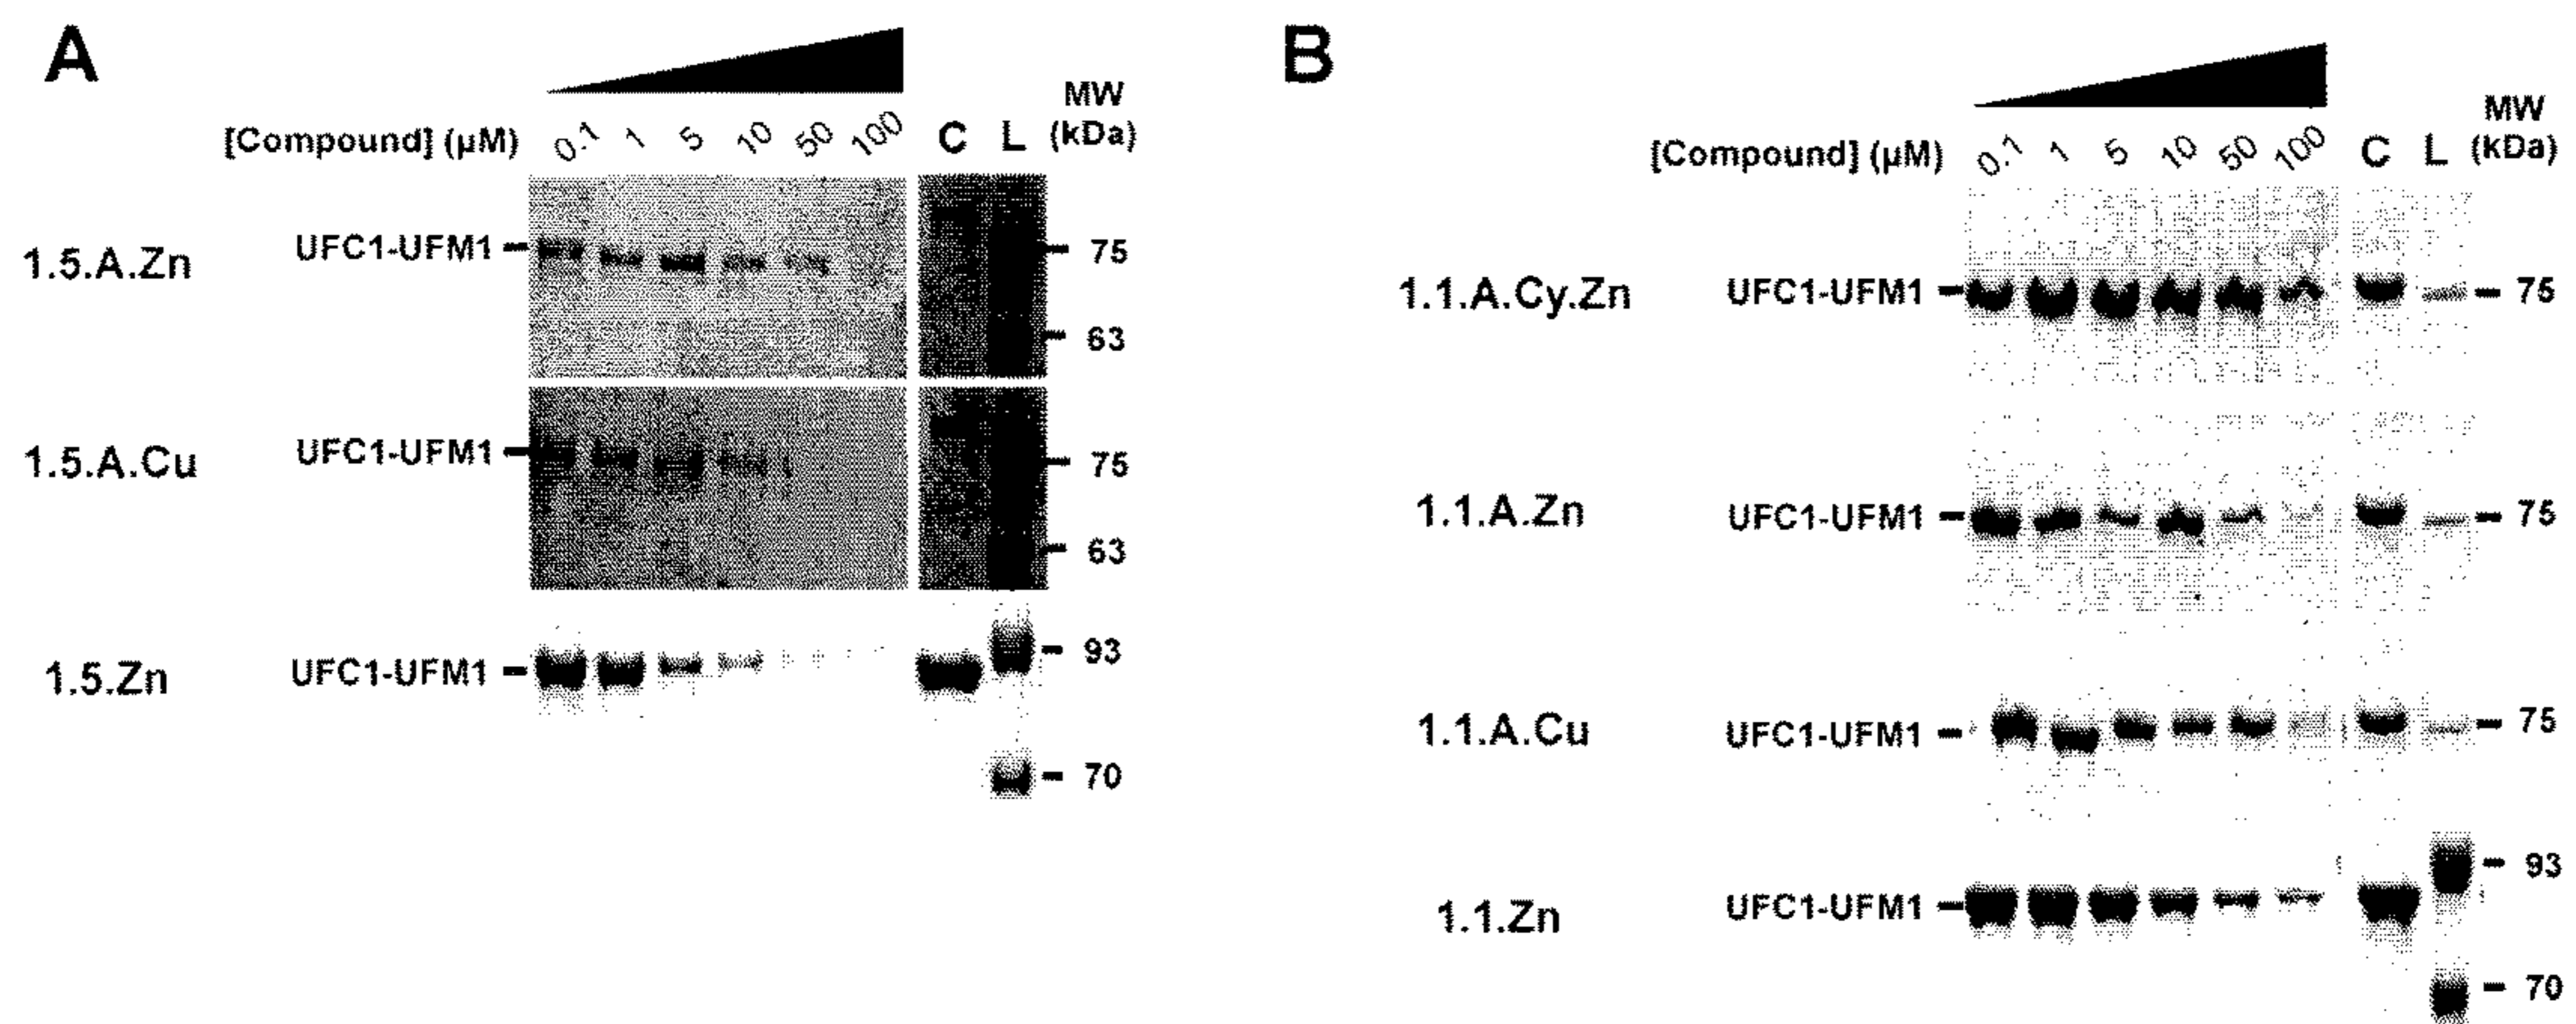 A
MW
[Compound] (µM) 0.1 1 5 10 50 100 C L (kDa)
1.5.A.Zn UFC1-UFM1 75
63
1.5.A.Cu UFC1-UFM1 75
63
1.5.Zn UFC1-UFM1 93
70
B
MW
[Compound] (µM) 0.1 1 5 10 50 100 C L (kDa)
1.1.A.Cy.Zn UFC1-UFM1 75
1.1.A.Zn UFC1-UFM1 75
1.1.A.Cu UFC1-UFM1 75
1.1.Zn UFC1-UFM1 93
70